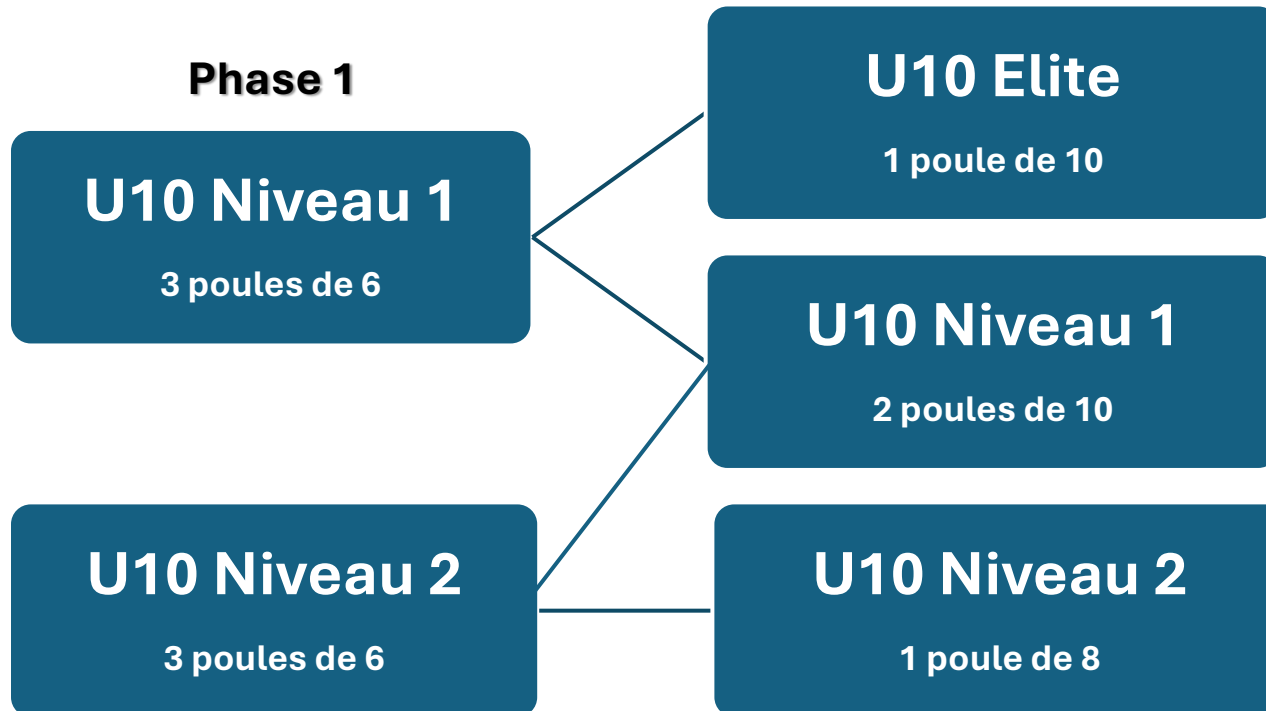 Phase 1
U10 Niveau 1
3 poules de 6
U10 Niveau 2
3 poules de 6
U10 Elite
1 poule de 10
U10 Niveau 1
2 poules de 10
U10 Niveau 2
1 poule de 8